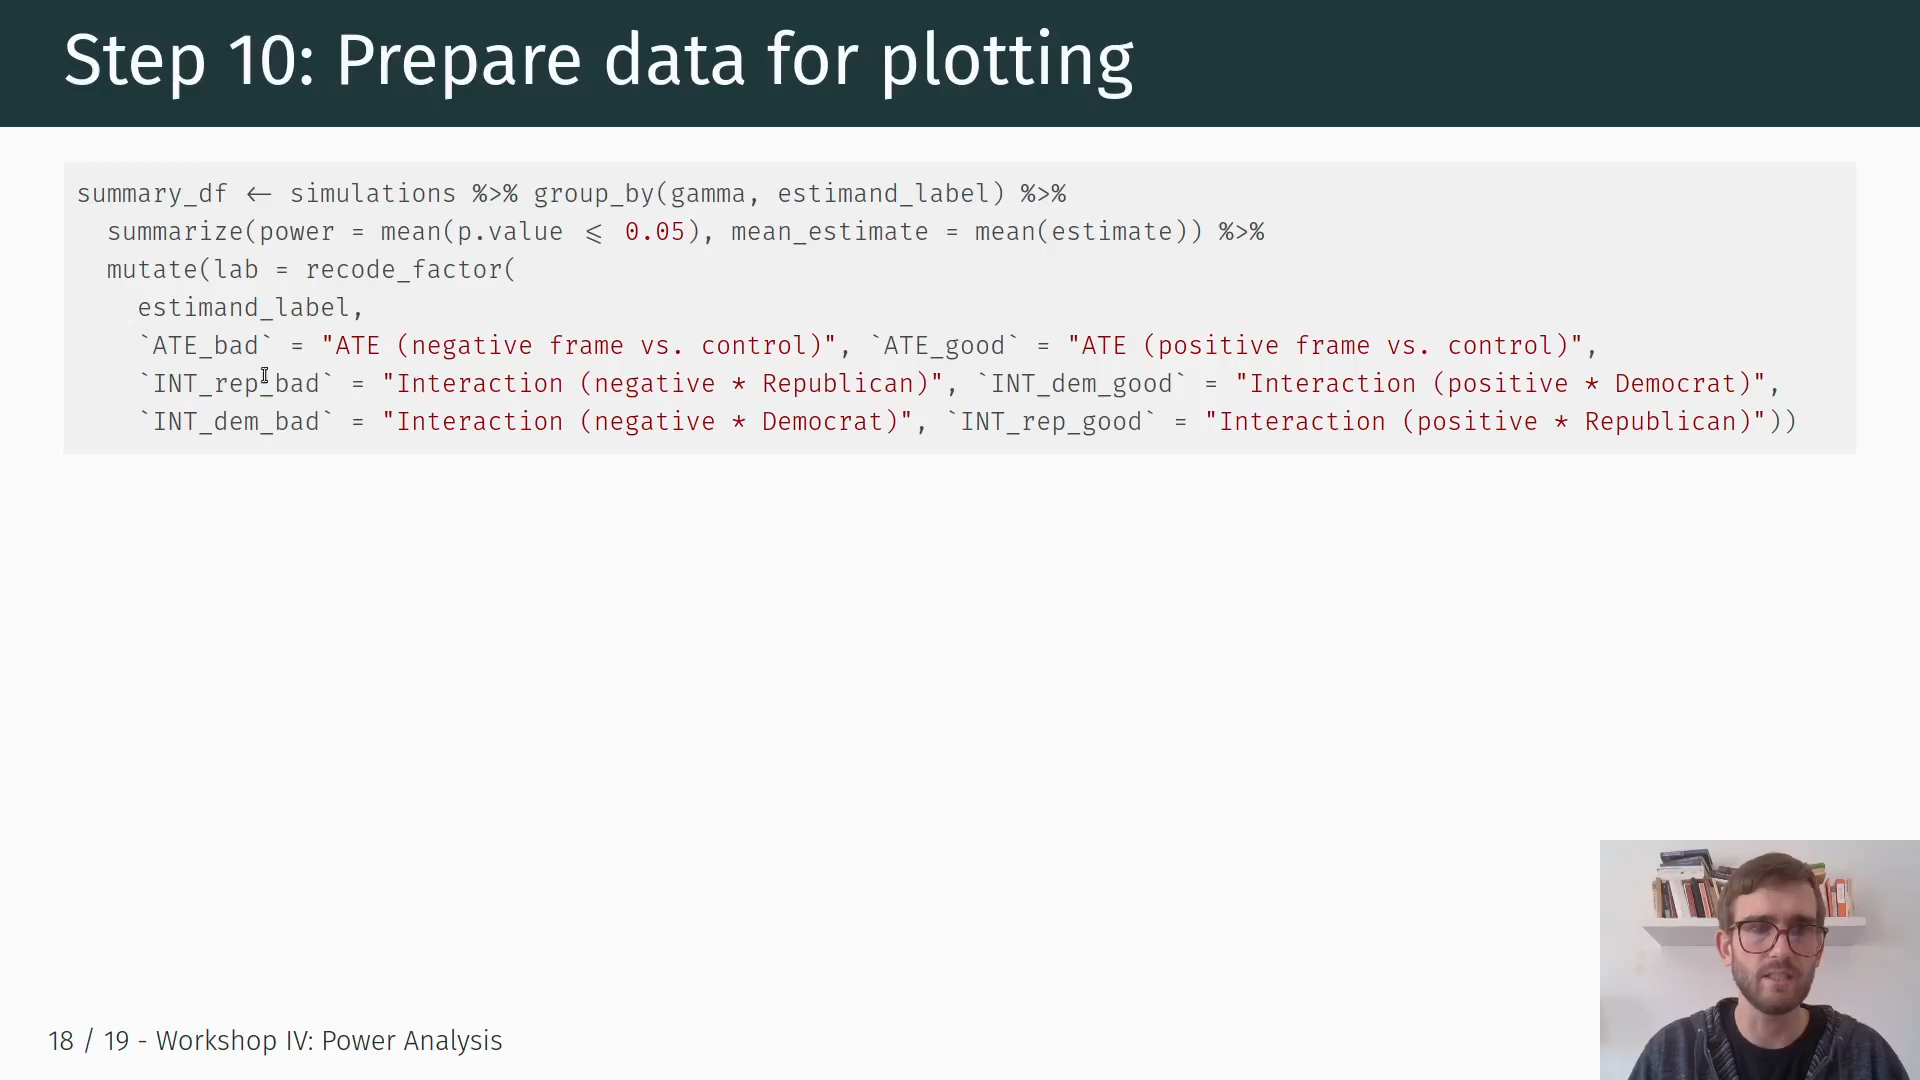 Step 10: Prepare data for plotting
summary_df ← simulations %>% group_by(gamma, estimand_label) %>%
summarize(power = mean(p.value ⩽ 0.05), mean_estimate = mean(estimate)) %>%
mutate(lab = recode_factor(
estimand_label,
`ATE_bad` = "ATE (negative frame vs. control)", `ATE_good` = "ATE (positive frame vs. control)",
`INT_rep_bad` = "Interaction (negative * Republican)", `INT_dem_good` = "Interaction (positive * Democrat)",
`INT_dem_bad` = "Interaction (negative * Democrat)", `INT_rep_good` = "Interaction (positive * Republican)"))
18 / 19 - Workshop IV: Power Analysis